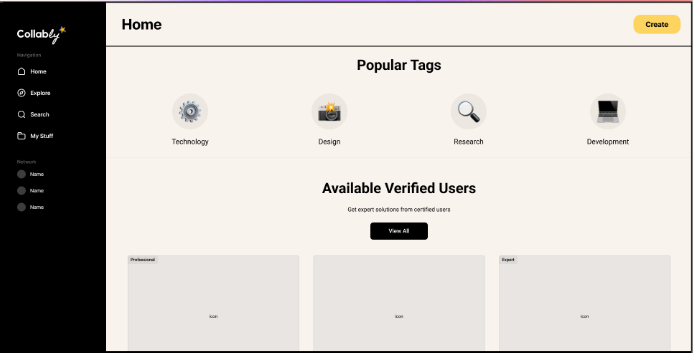 Collably
Navigation
Home
Explore
Search
My Stuff
Network
Name
Name
Name
Home
Create
Popular Tags
Technology
Design
Research
Development
Available Verified Users
Get expert solutions from certified users
View All
Professional
Icon
Icon
Expert
Icon